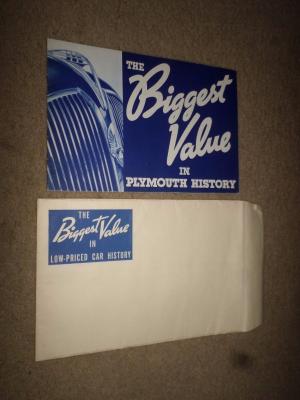 THE
Biggest
Value
IN
PLYMOUTH HISTORY
THE
Biggest Value
IN
LOW-PRICED CAR HISTORY